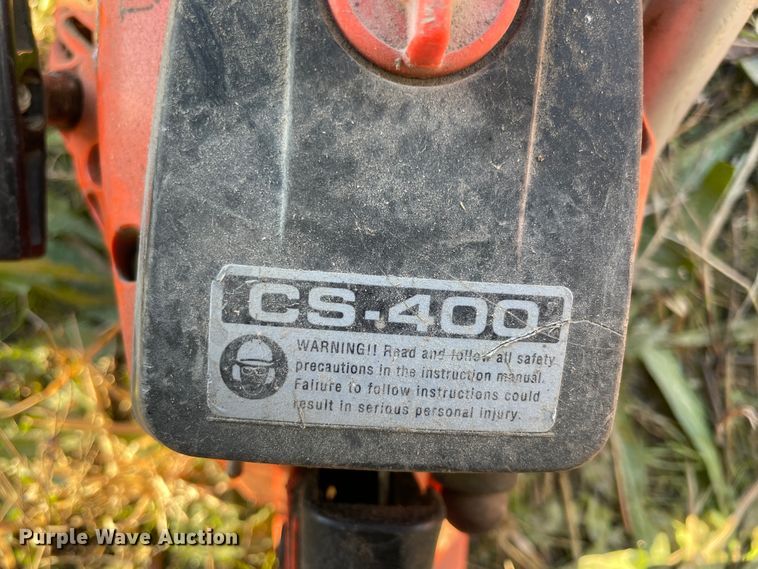 CS-400
WARNING!! Read and follow all safety
precautions in the instruction manual.
Faliure to follow instructions could
result in serious personal injury.
Purple Wave Auction